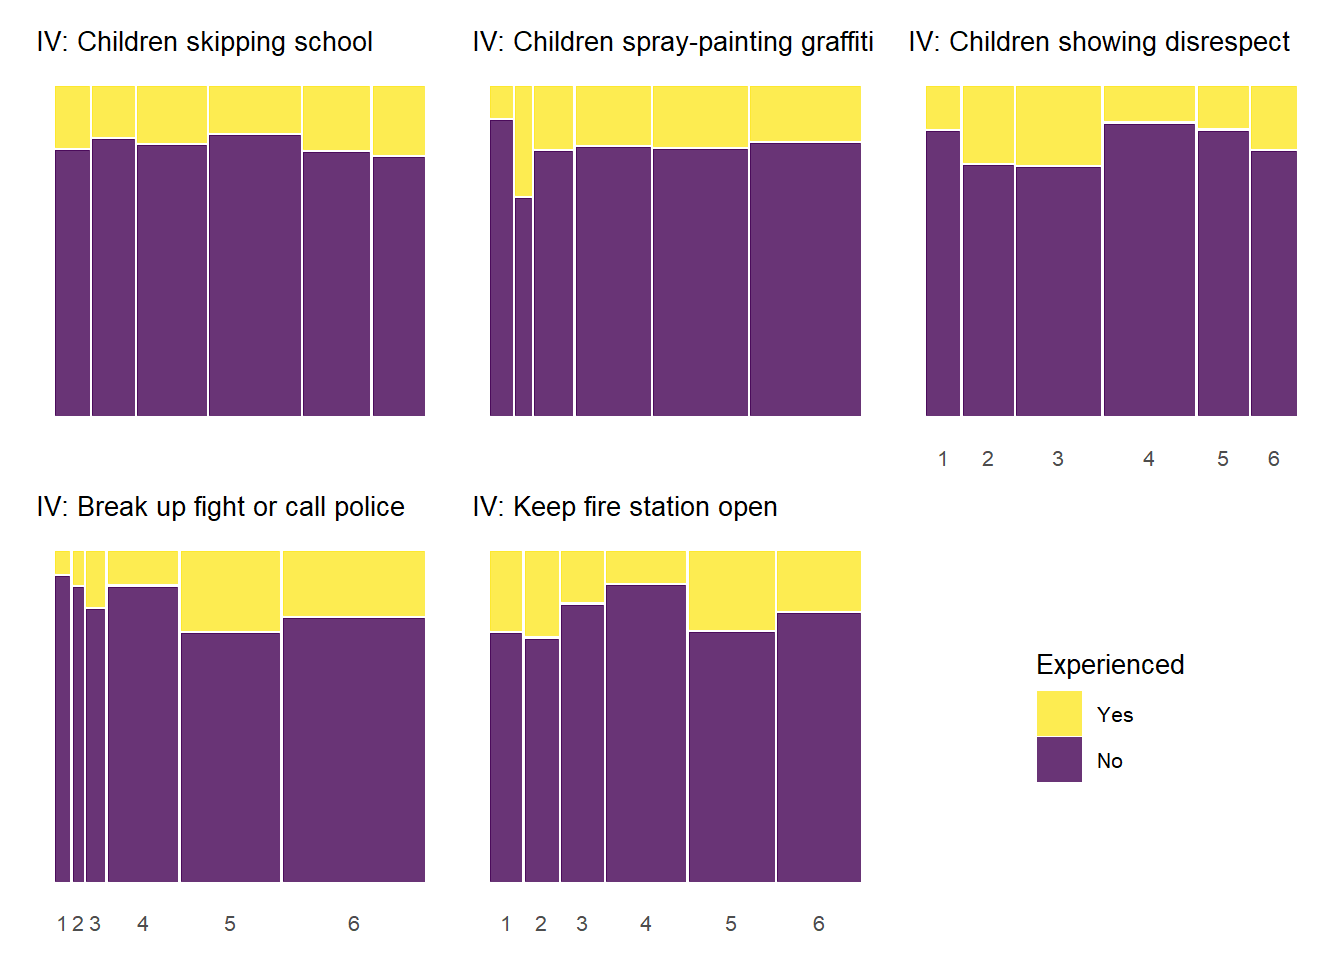 IV: Children skipping school
IV: Children spray-painting graffiti
IV: Children showing disrespect
1 2 3 4 5 6
IV: Break up fight or call police
IV: Keep fire station open
Experienced
Yes
No
1 2 3 4 5 6
1 2 3 4 5 6